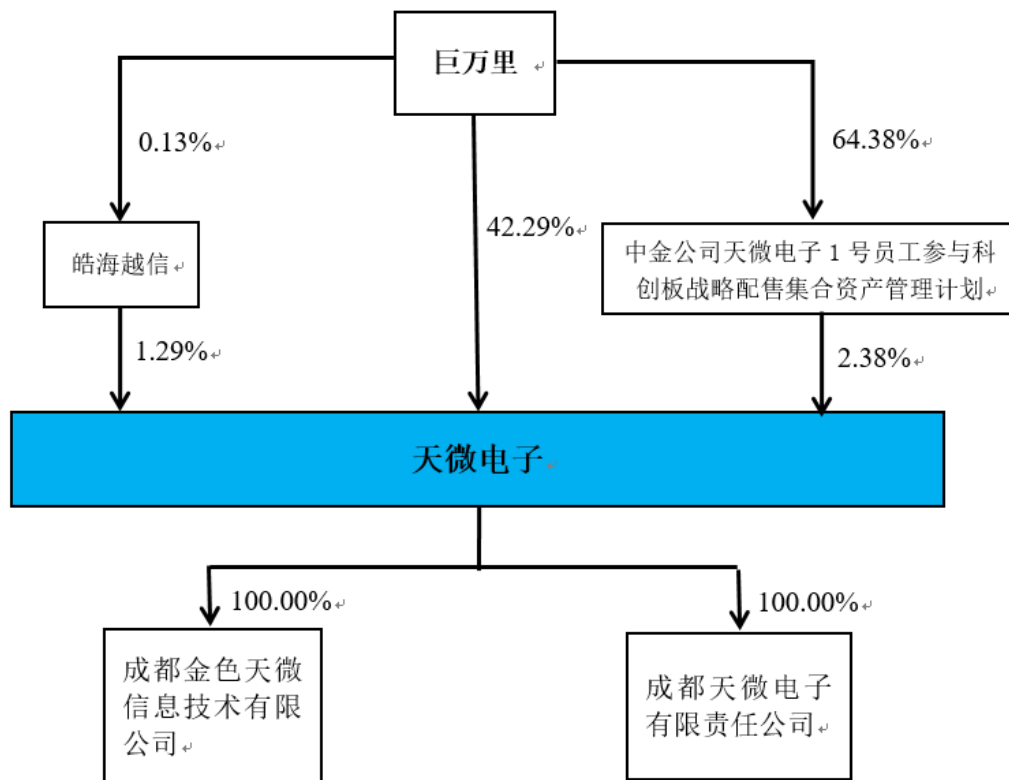 巨万里
0.13%
64.38%
42.29%
皓海越信
中金公司天微电子1号员工参与科
创板战略配售集合资产管理计划
1.29%
2.38%
天微电子
100.00%
100.00%
成都金色天微
信息技术有限
公司
成都天微电子
有限责任公司